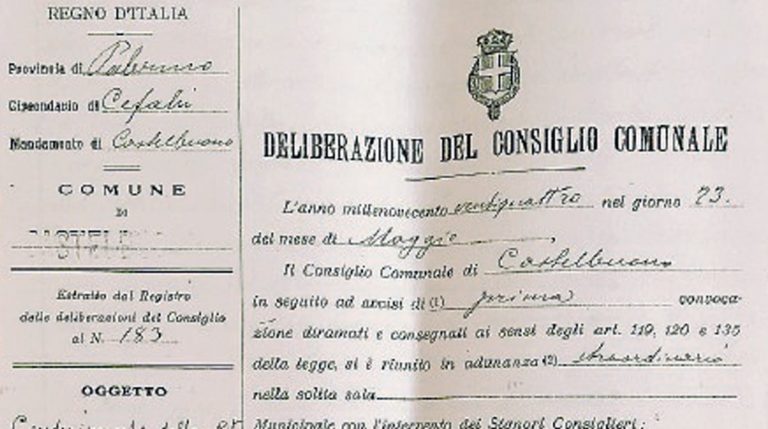 REGNO D'ITALIA
Provincia di Palermo
Circondario di Cefalù
Mandamento di Castelbuono
COMUNE
DI
Estratto dal Registro
delle deliberazioni del Consiglio
al N. 183
OGGETTO
DELIBERAZIONE DEL CONSIGLIO COMUNALE
L'anno millenovecento ventiquattro nel giorno 23.
del mese di Maggio,
Il Consiglio Comunale di Castelbuono
in seguito ad avvisi di (1) prima convoca-
zione diramati e consegnati ai sensi degli art. 119, 120 e 135
della legge, si è riunito in adunanza (2) straordinaria
nella solita sala
Municipale con l'intervento dei Signori Consiglieri: